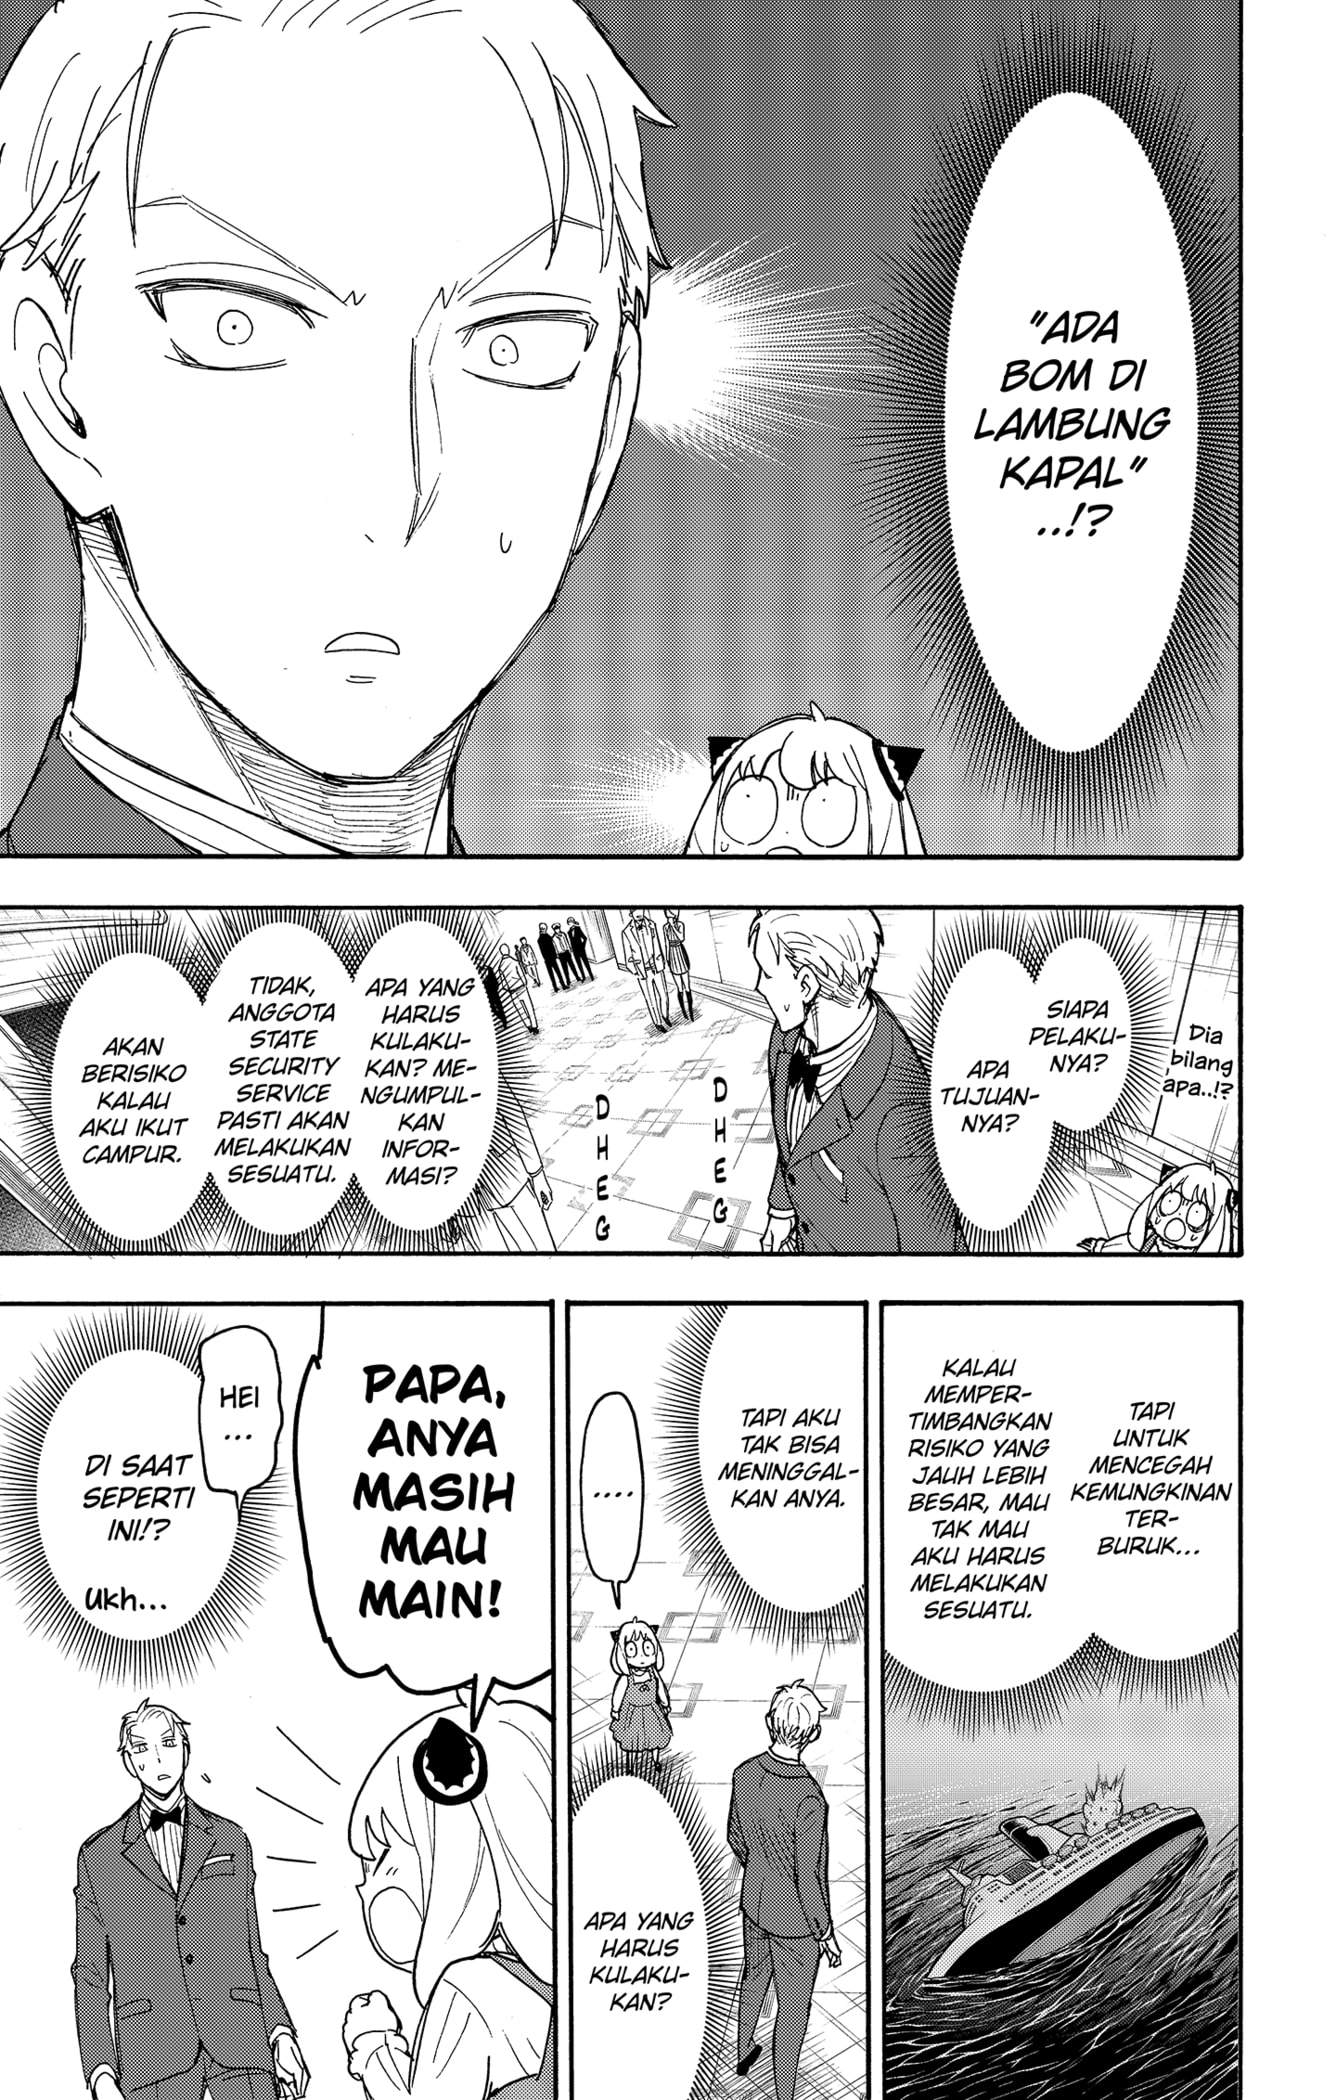 "ADA
BOM DI
LAMBUNG
KAPAL"
..!?
Dia
bilang
apa..!?
SIAPA
PELAKU-
NYA?
APA
TUJUAN-
NYA?
DHEG
DHEG
APA YANG
HARUS
KULAKU-
KAN? ME-
NGUMPUL-
KAN
INFOR-
MASI?
TIDAK,
ANGGOTA
STATE
SECURITY
SERVICE
PASTI AKAN
MELAKUKAN
SESUATU.
AKAN
BERISIKO
KALAU
AKU IKUT
CAMPUR.
TAPI
UNTUK
MENCEGAH
KEMUNGKINAN
TER-
BURUK...
KALAU
MEMPER-
TIMBANGKAN
RISIKO YANG
JAUH LEBIH
BESAR, MAU
TAK MAU
AKU HARUS
MELAKUKAN
SESUATU.
TAPI AKU
TAK BISA
MENINGGAL-
KAN ANYA.
....
APA YANG
HARUS
KULAKU-
KAN?
PAPA,
ANYA
MASIH
MAU
MAIN!
HEI
...
DI SAAT
SEPERTI
INI!?
ukh...